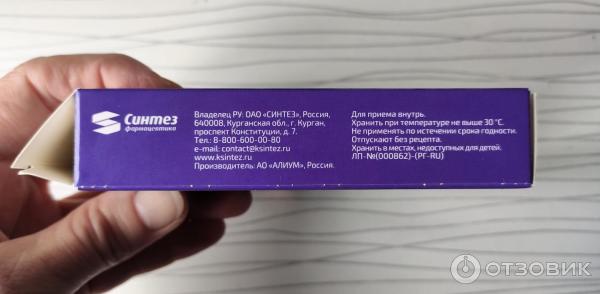 Синтез
фармацевтика
Владелец РУ: ОАО «СИНТЕЗ», Россия,
640008, Курганская обл., г. Курган,
проспект Конституции, д. 7.
Тел.: 8-800-600-00-80
e-mail: contact@ksintez.ru
www.ksintez.ru
Производитель: АО «АЛИУМ», Россия.
Для приема внутрь.
Хранить при температуре не выше 30 °С.
Не применять по истечении срока годности.
Отпускают без рецепта.
Хранить в местах, недоступных для детей.
ЛП-№(000862)-(РГ-RU)
ОТЗОВИК